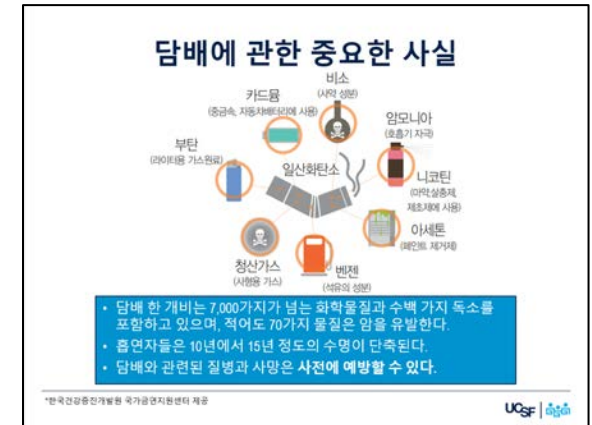 담배에 관한 중요한 사실
비소
(사약 성분)
카드뮴
(중금속, 자동차배터리에 사용)
암모니아
(호흡기 자극)
부탄
(라이터용 가스원료)
일산화탄소
니코틴
(마약,살충제,
제초제에 사용)
아세톤
(페인트 제거제)
청산가스
(사형용 가스)
벤젠
(석유의 성분)
• 담배 한 개비는 7,000가지가 넘는 화학물질과 수백 가지 독소를
포함하고 있으며, 적어도 70가지 물질은 암을 유발한다.
• 흡연자들은 10년에서 15년 정도의 수명이 단축된다.
• 담배와 관련된 질병과 사망은 사전에 예방할 수 있다.
*한국건강증진개발원 국가금연지원센터 제공
UCSF